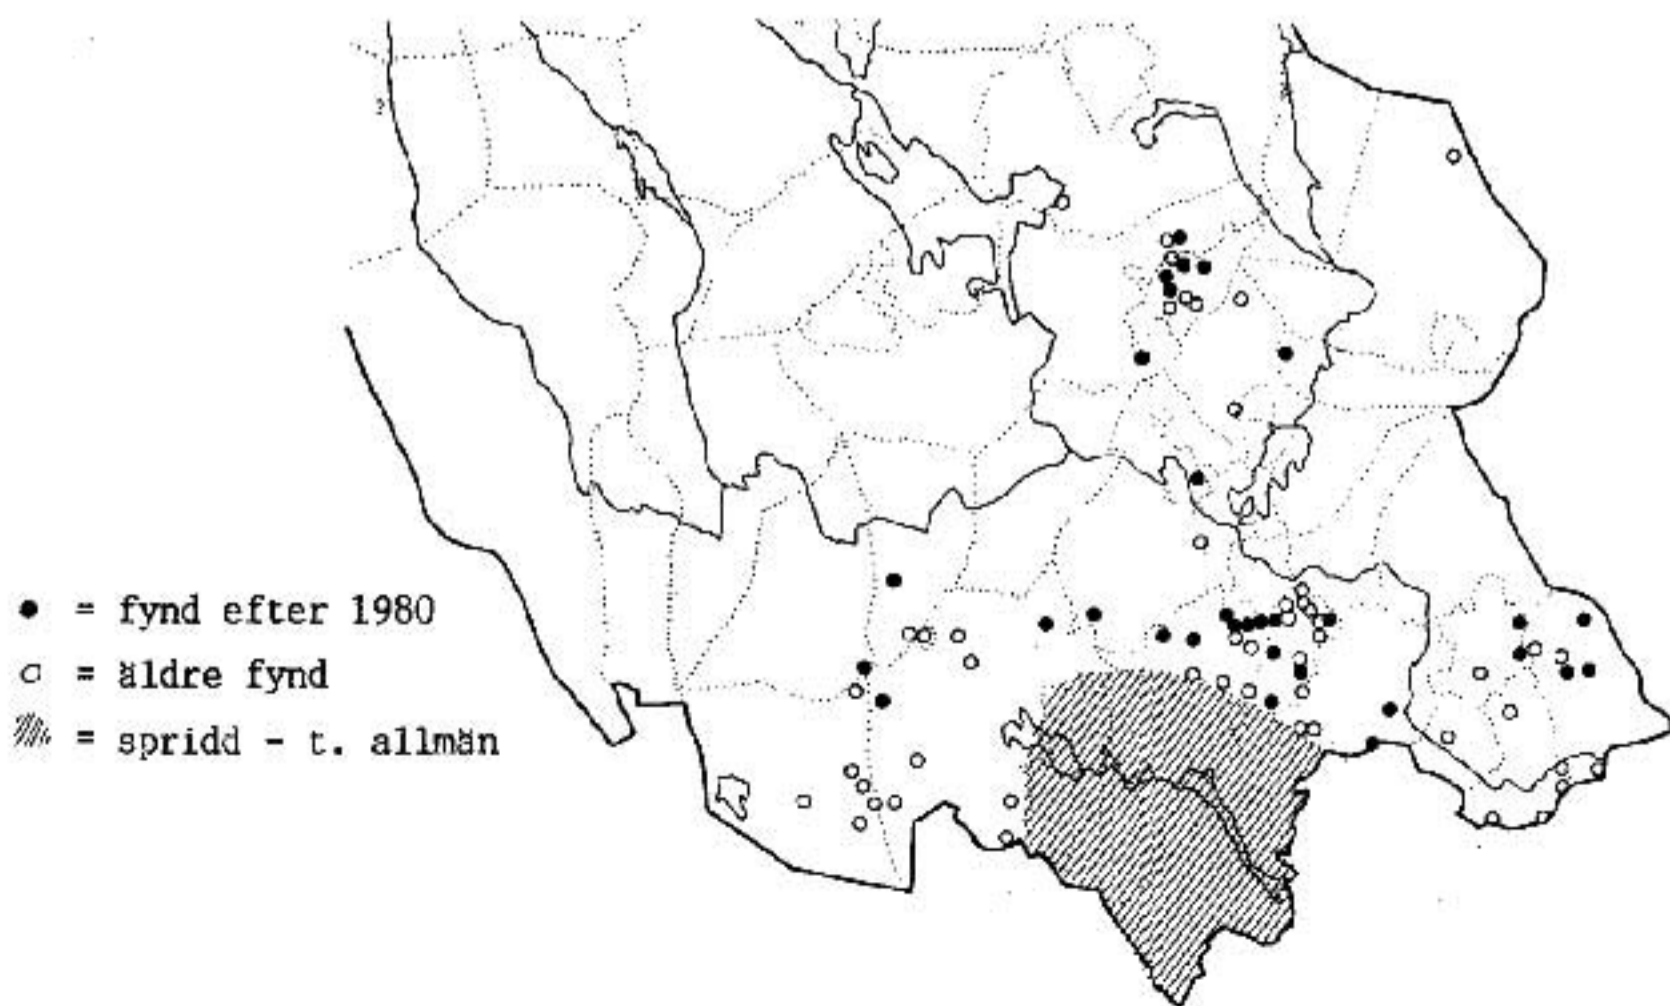 ?
● = fynd efter 1980
○ = äldre fynd
= spridd - t. allmän